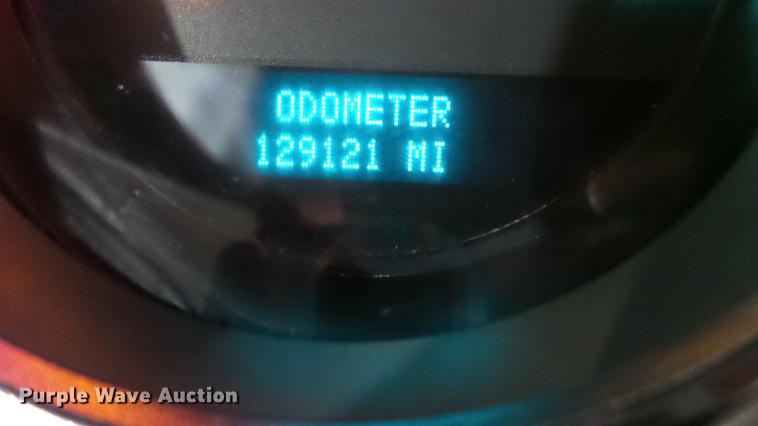 ODOMETER
129121 MI
Purple Wave Auction